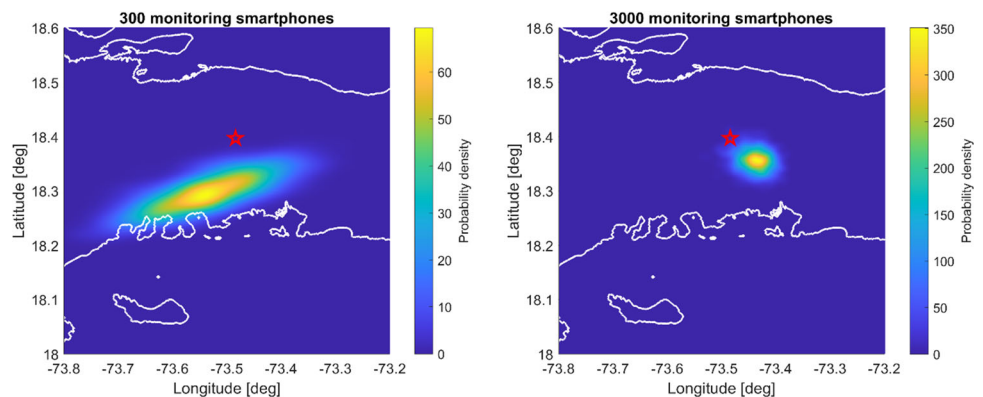 300 monitoring smartphones
18.6
18.5
18.4
18.3
18.2
18.1
18
Latitude [deg]
-73.8 -73.7 -73.6 -73.5 -73.4 -73.3 -73.2
Longitude [deg]
60
50
40
30
20
10
0
Probability density
3000 monitoring smartphones
18.6
18.5
18.4
18.3
18.2
18.1
18
Latitude [deg]
-73.8 -73.7 -73.6 -73.5 -73.4 -73.3 -73.2
Longitude [deg]
350
300
250
200
150
100
50
0
Probability density